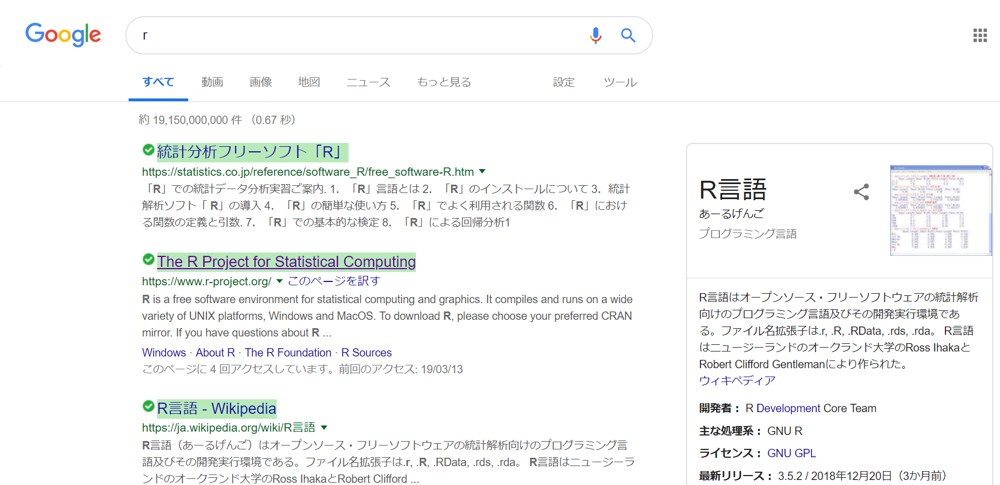 Google
r
すべて 動画 画像 地図 ニュース もっと見る 設定 ツール
約 19,150,000,000 件 （0.67 秒）
統計分析フリーソフト「R」
https://statistics.co.jp/reference/software_R/free_software-R.htm
「R」での統計データ分析実習ご案内. 1. 「R」言語とは 2. 「R」のインストールについて 3. 統計
解析ソフト「 R」の導入 4. 「R」の簡単な使い方 5. 「R」でよく利用される関数 6. 「R」におけ
る関数の定義と引数. 7. 「R」での基本的な検定 8. 「R」による回帰分析1
The R Project for Statistical Computing
https://www.r-project.org/ このページを訳す
R is a free software environment for statistical computing and graphics. It compiles and runs on a wide
variety of UNIX platforms, Windows and MacOS. To download R, please choose your preferred CRAN
mirror. If you have questions about R ...
Windows · About R · The R Foundation · R Sources
このページに 4 回アクセスしています。前回のアクセス: 19/03/13
R言語 - Wikipedia
https://ja.wikipedia.org/wiki/R言語
R言語（あーるげんご）はオープンソース・フリーソフトウェアの統計解析向けのプログラミング言
語及びその開発実行環境である。ファイル名拡張子は.r, .R, .RData, .rds, .rda。 R言語はニュージーラ
ンドのオークランド大学のRoss IhakaとRobert Clifford ...
R言語
あーるげんご
プログラミング言語
R言語はオープンソース・フリーソフトウェアの統計解析
向けのプログラミング言語及びその開発実行環境であ
る。ファイル名拡張子は.r, .R, .RData, .rds, .rda。 R言語
はニュージーランドのオークランド大学のRoss Ihakaと
Robert Clifford Gentlemanにより作られた。
ウィキペディア
開発者： R Development Core Team
主な処理系： GNU R
ライセンス： GNU GPL
最新リリース： 3.5.2 / 2018年12月20日（3か月前）